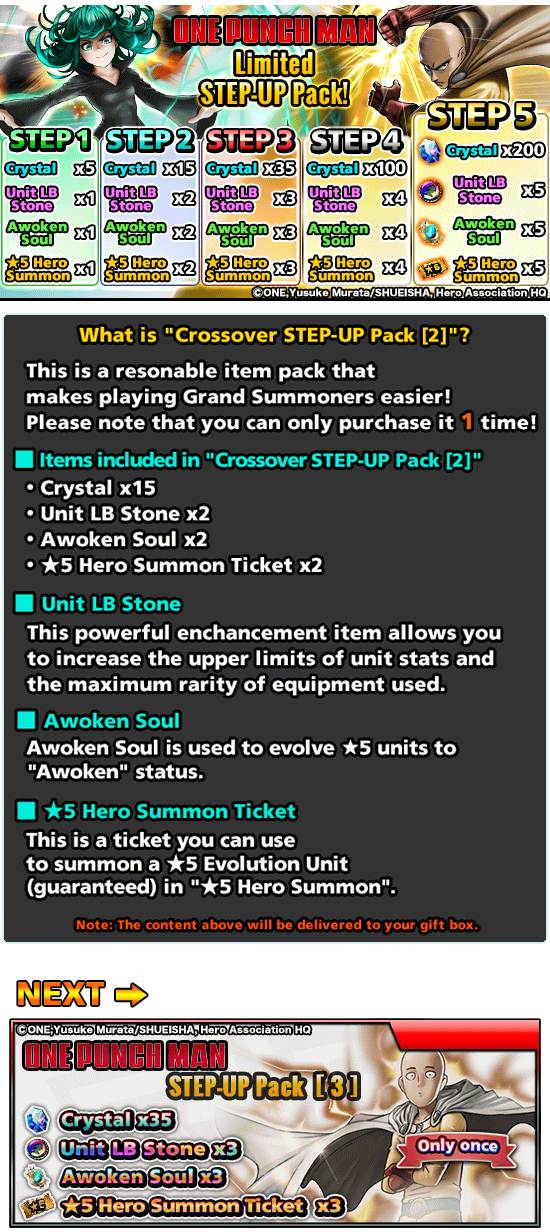 ONE PUNCH MAN
Limited
STEP-UP Pack!
STEP 1
Crystal x5
Unit LB Stone x1
Awoken Soul x1
★5 Hero Summon x1
STEP 2
Crystal x15
Unit LB Stone x2
Awoken Soul x2
★5 Hero Summon x2
STEP 3
Crystal x35
Unit LB Stone x3
Awoken Soul x3
★5 Hero Summon x3
STEP 4
Crystal x100
Unit LB Stone x4
Awoken Soul x4
★5 Hero Summon x4
STEP 5
Crystal x200
Unit LB Stone x5
Awoken Soul x5
★5 Hero Summon x5
©ONE,Yusuke Murata/SHUEISHA, Hero Association HQ
What is "Crossover STEP-UP Pack [2]"?
This is a resonable item pack that
makes playing Grand Summoners easier!
Please note that you can only purchase it 1 time!
■ Items included in "Crossover STEP-UP Pack [2]"
・Crystal x15
・Unit LB Stone x2
・Awoken Soul x2
・★5 Hero Summon Ticket x2
■ Unit LB Stone
This powerful enchancement item allows you
to increase the upper limits of unit stats and
the maximum rarity of equipment used.
■ Awoken Soul
Awoken Soul is used to evolve ★5 units to
"Awoken" status.
■ ★5 Hero Summon Ticket
This is a ticket you can use
to summon a ★5 Evolution Unit
(guaranteed) in "★5 Hero Summon".
Note: The content above will be delivered to your gift box.
NEXT ➡
©ONE,Yusuke Murata/SHUEISHA, Hero Association HQ
ONE PUNCH MAN
STEP-UP Pack [3]
Crystal x35
Unit LB Stone x3
Awoken Soul x3
★5 Hero Summon Ticket x3
Only once